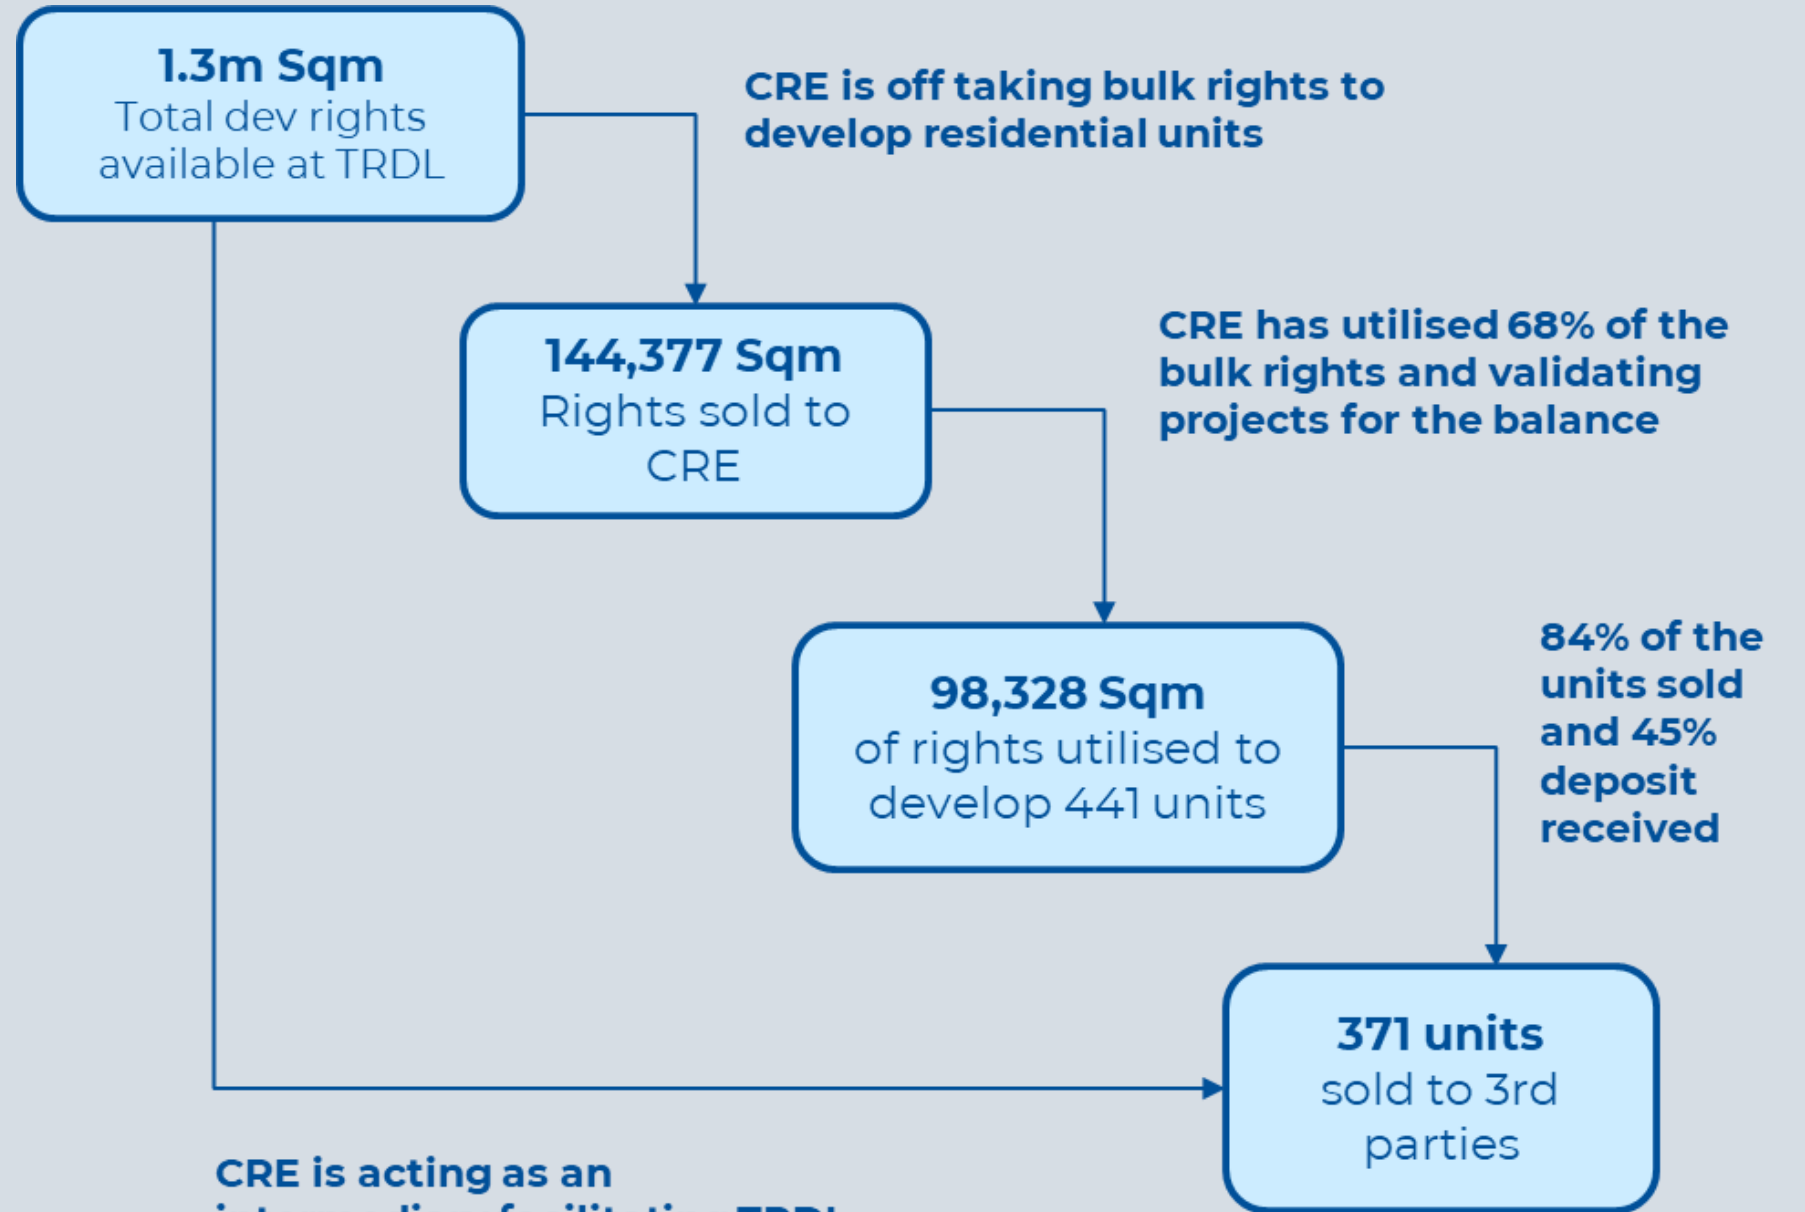 1.3m Sqm
Total dev rights
available at TRDL
CRE is off taking bulk rights to
develop residential units
144,377 Sqm
Rights sold to
CRE
CRE has utilised 68% of the
bulk rights and validating
projects for the balance
98,328 Sqm
of rights utilised to
develop 441 units
84% of the
units sold
and 45%
deposit
received
371 units
sold to 3rd
parties
CRE is acting as an